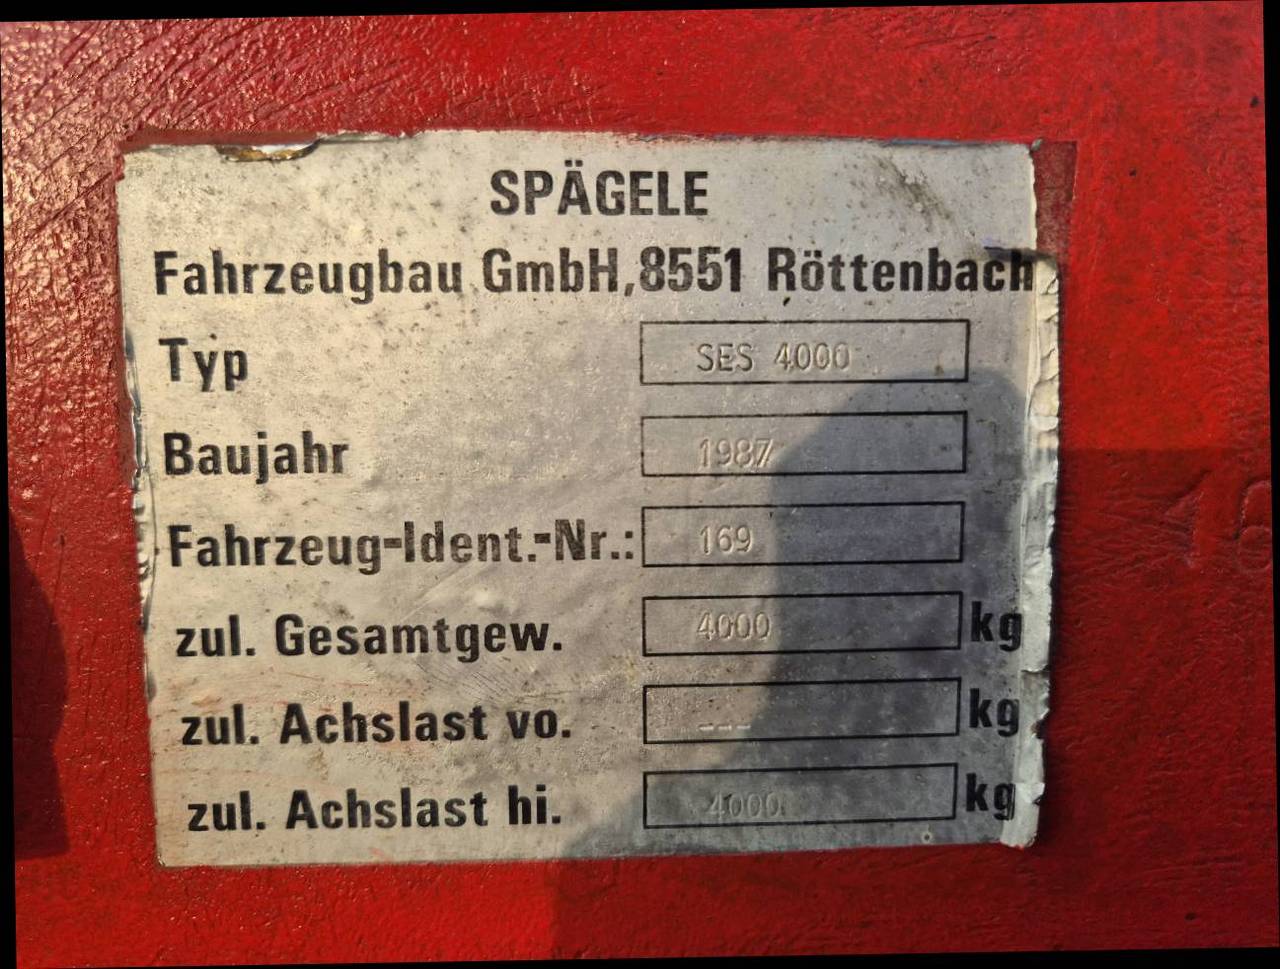 SPÄGELE
Fahrzeugbau GmbH, 8551 Röttenbach
Typ SES 4000
Baujahr 1987
Fahrzeug-Ident.-Nr.: 169
zul. Gesamtgew. 4000 kg
zul. Achslast vo. --- kg
zul. Achslast hi. 4000 kg